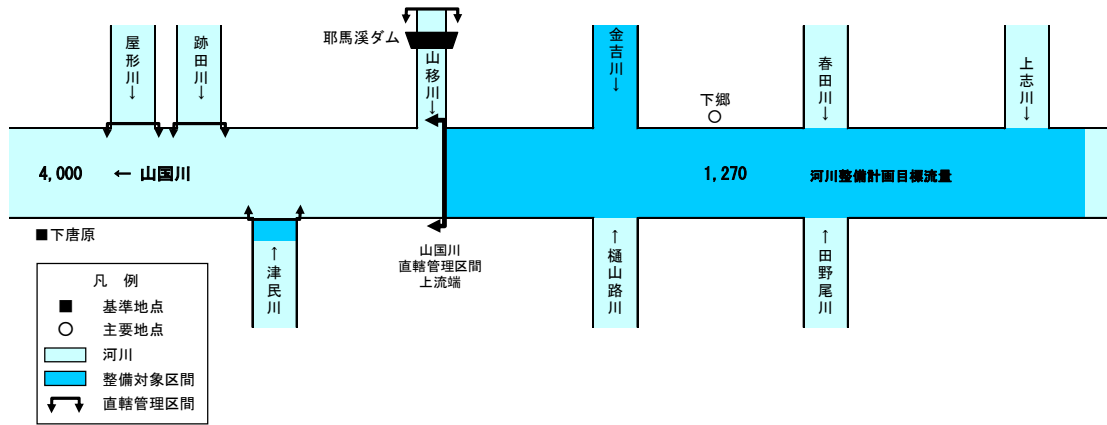 屋形川↓
跡田川↓
耶馬溪ダム
山移川↓
金吉川↓
下郷
春田川↓
上志川↓
4,000 ← 山国川
1,270
河川整備計画目標流量
■下唐原
↑津民川
山国川
直轄管理区間
上流端
↑樋山路川
↑田野尾川
凡 例
■ 基準地点
○ 主要地点
河川
整備対象区間
直轄管理区間